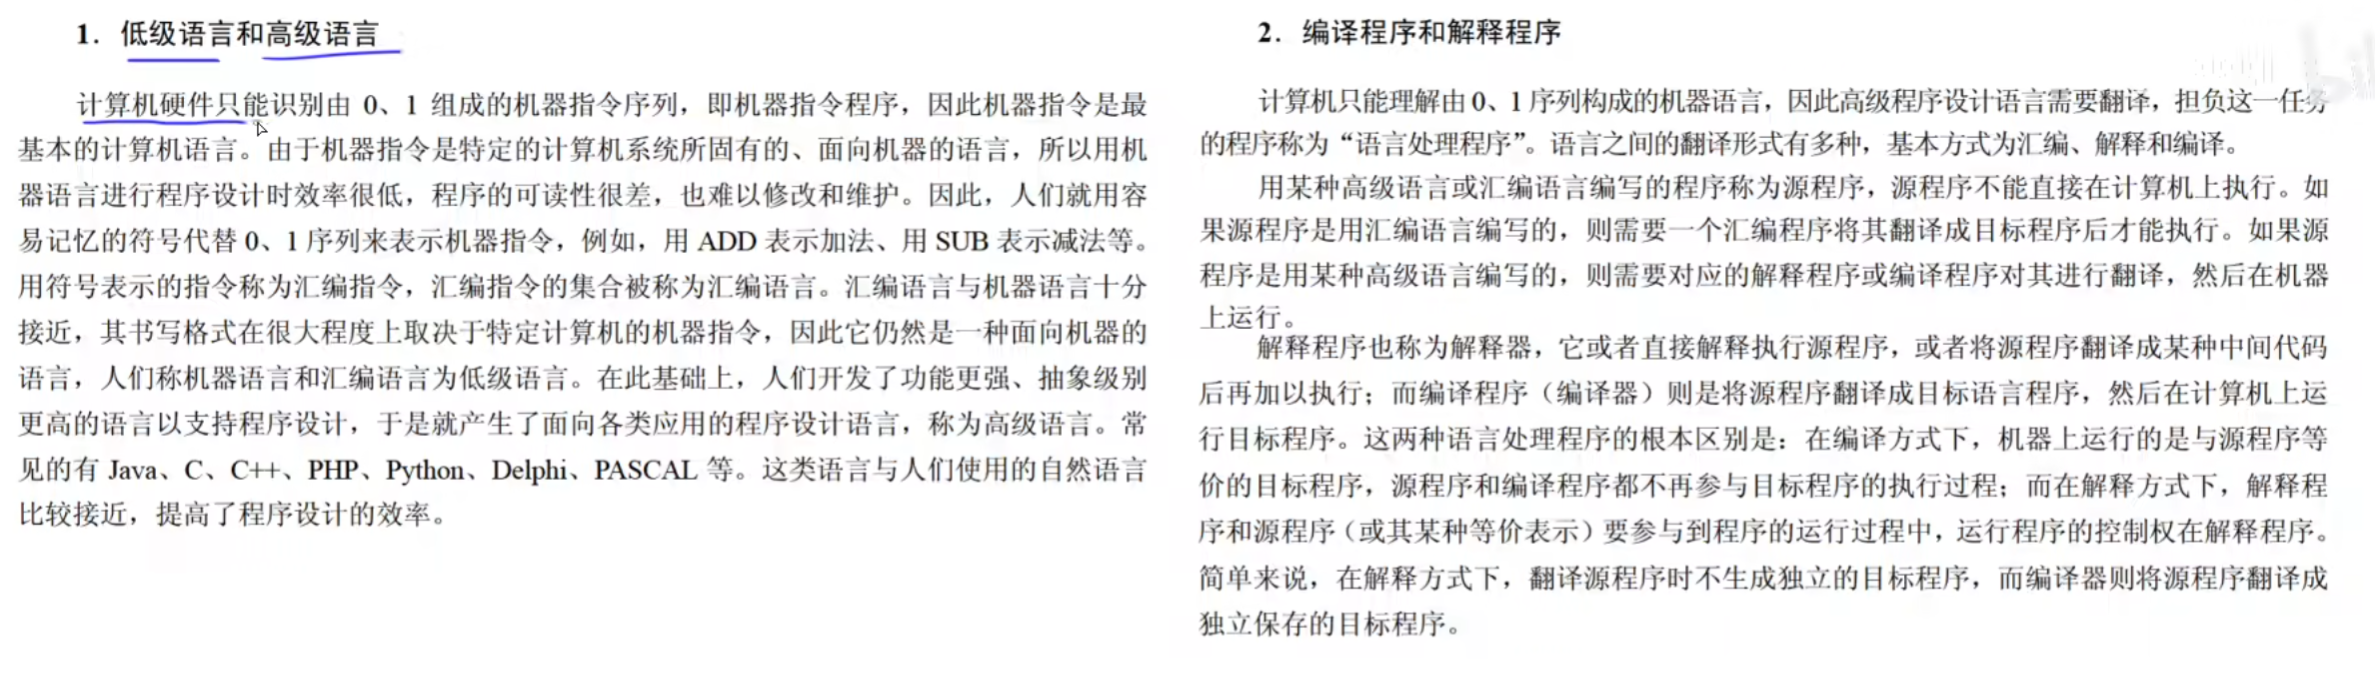 1．低级语言和高级语言
计算机硬件只能识别由 0、1 组成的机器指令序列，即机器指令程序，因此机器指令是最
基本的计算机语言。由于机器指令是特定的计算机系统所固有的、面向机器的语言，所以用机
器语言进行程序设计时效率很低，程序的可读性很差，也难以修改和维护。因此，人们就用容
易记忆的符号代替 0、1 序列来表示机器指令，例如，用 ADD 表示加法、用 SUB 表示减法等。
用符号表示的指令称为汇编指令，汇编指令的集合被称为汇编语言。汇编语言与机器语言十分
接近，其书写格式在很大程度上取决于特定计算机的机器指令，因此它仍然是一种面向机器的
语言，人们称机器语言和汇编语言为低级语言。在此基础上，人们开发了功能更强、抽象级别
更高的语言以支持程序设计，于是就产生了面向各类应用的程序设计语言，称为高级语言。常
见的有 Java、C、C++、PHP、Python、Delphi、PASCAL 等。这类语言与人们使用的自然语言
比较接近，提高了程序设计的效率。
2．编译程序和解释程序
计算机只能理解由 0、1 序列构成的机器语言，因此高级程序设计语言需要翻译，担负这一任务
的程序称为“语言处理程序”。语言之间的翻译形式有多种，基本方式为汇编、解释和编译。
用某种高级语言或汇编语言编写的程序称为源程序，源程序不能直接在计算机上执行。如
果源程序是用汇编语言编写的，则需要一个汇编程序将其翻译成目标程序后才能执行。如果源
程序是用某种高级语言编写的，则需要对应的解释程序或编译程序对其进行翻译，然后在机器
上运行。
解释程序也称为解释器，它或者直接解释执行源程序，或者将源程序翻译成某种中间代码
后再加以执行；而编译程序（编译器）则是将源程序翻译成目标语言程序，然后在计算机上运
行目标程序。这两种语言处理程序的根本区别是：在编译方式下，机器上运行的是与源程序等
价的目标程序，源程序和编译程序都不再参与目标程序的执行过程；而在解释方式下，解释程
序和源程序（或其某种等价表示）要参与到程序的运行过程中，运行程序的控制权在解释程序。
简单来说，在解释方式下，翻译源程序时不生成独立的目标程序，而编译器则将源程序翻译成
独立保存的目标程序。